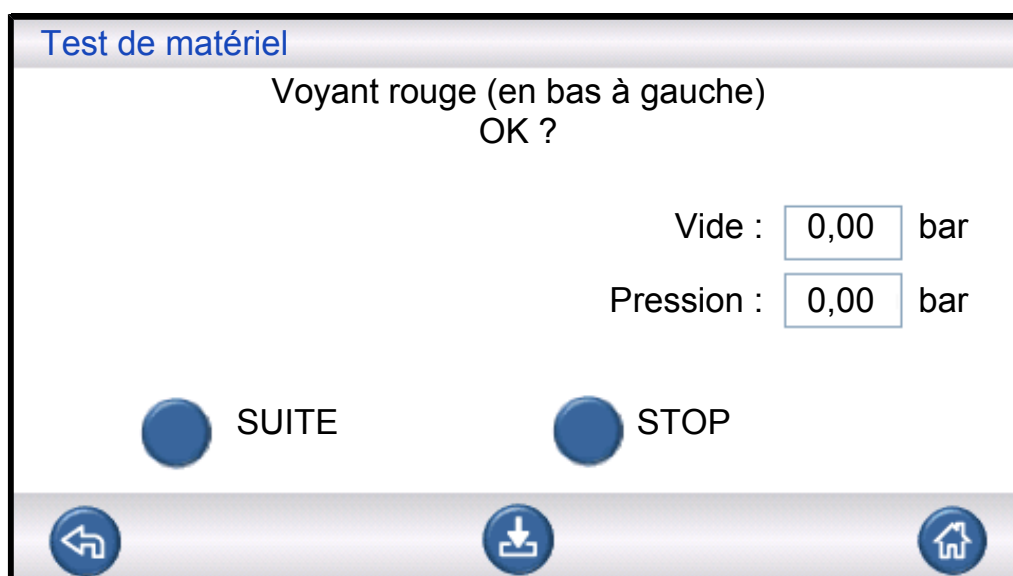 Test de matériel
Voyant rouge (en bas à gauche)
OK ?
Vide : 0,00 bar
Pression : 0,00 bar
SUITE STOP